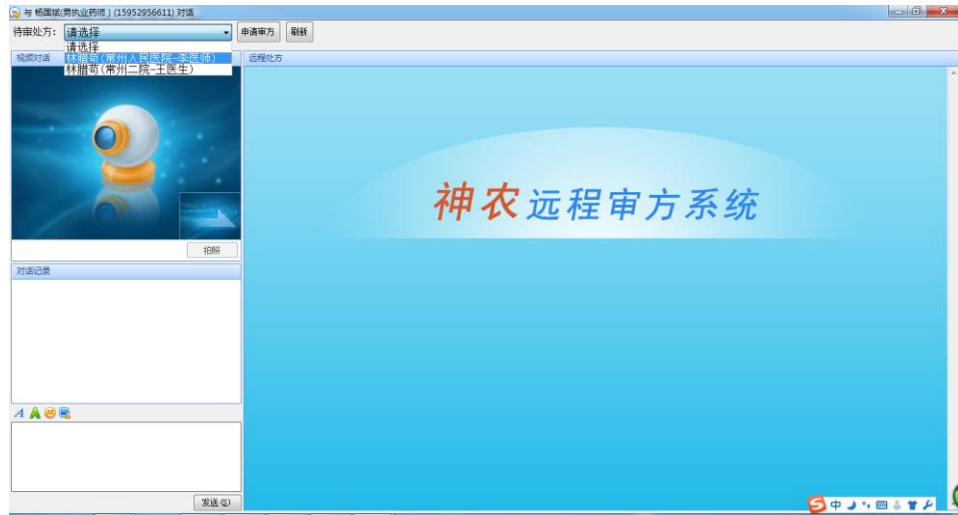 与 杨国斌(男执业药师 ) (15952956611) 对话
待审处方: 请选择 申请审方 刷新
请选择
林腊苟(常州人民医院-李医师)
林腊苟(常州二院-王医生)
视频对话 远程处方
神农远程审方系统
拍照
对话记录
发送(S)
中